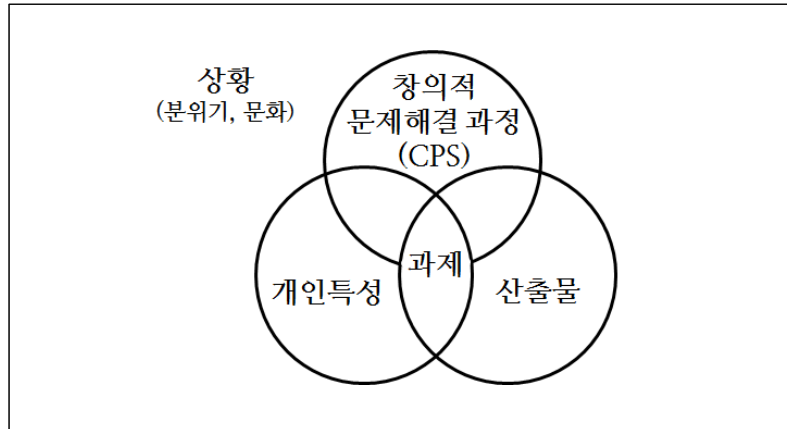 상황
(분위기, 문화)
창의적
문제해결 과정
(CPS)
과제
개인특성
산출물